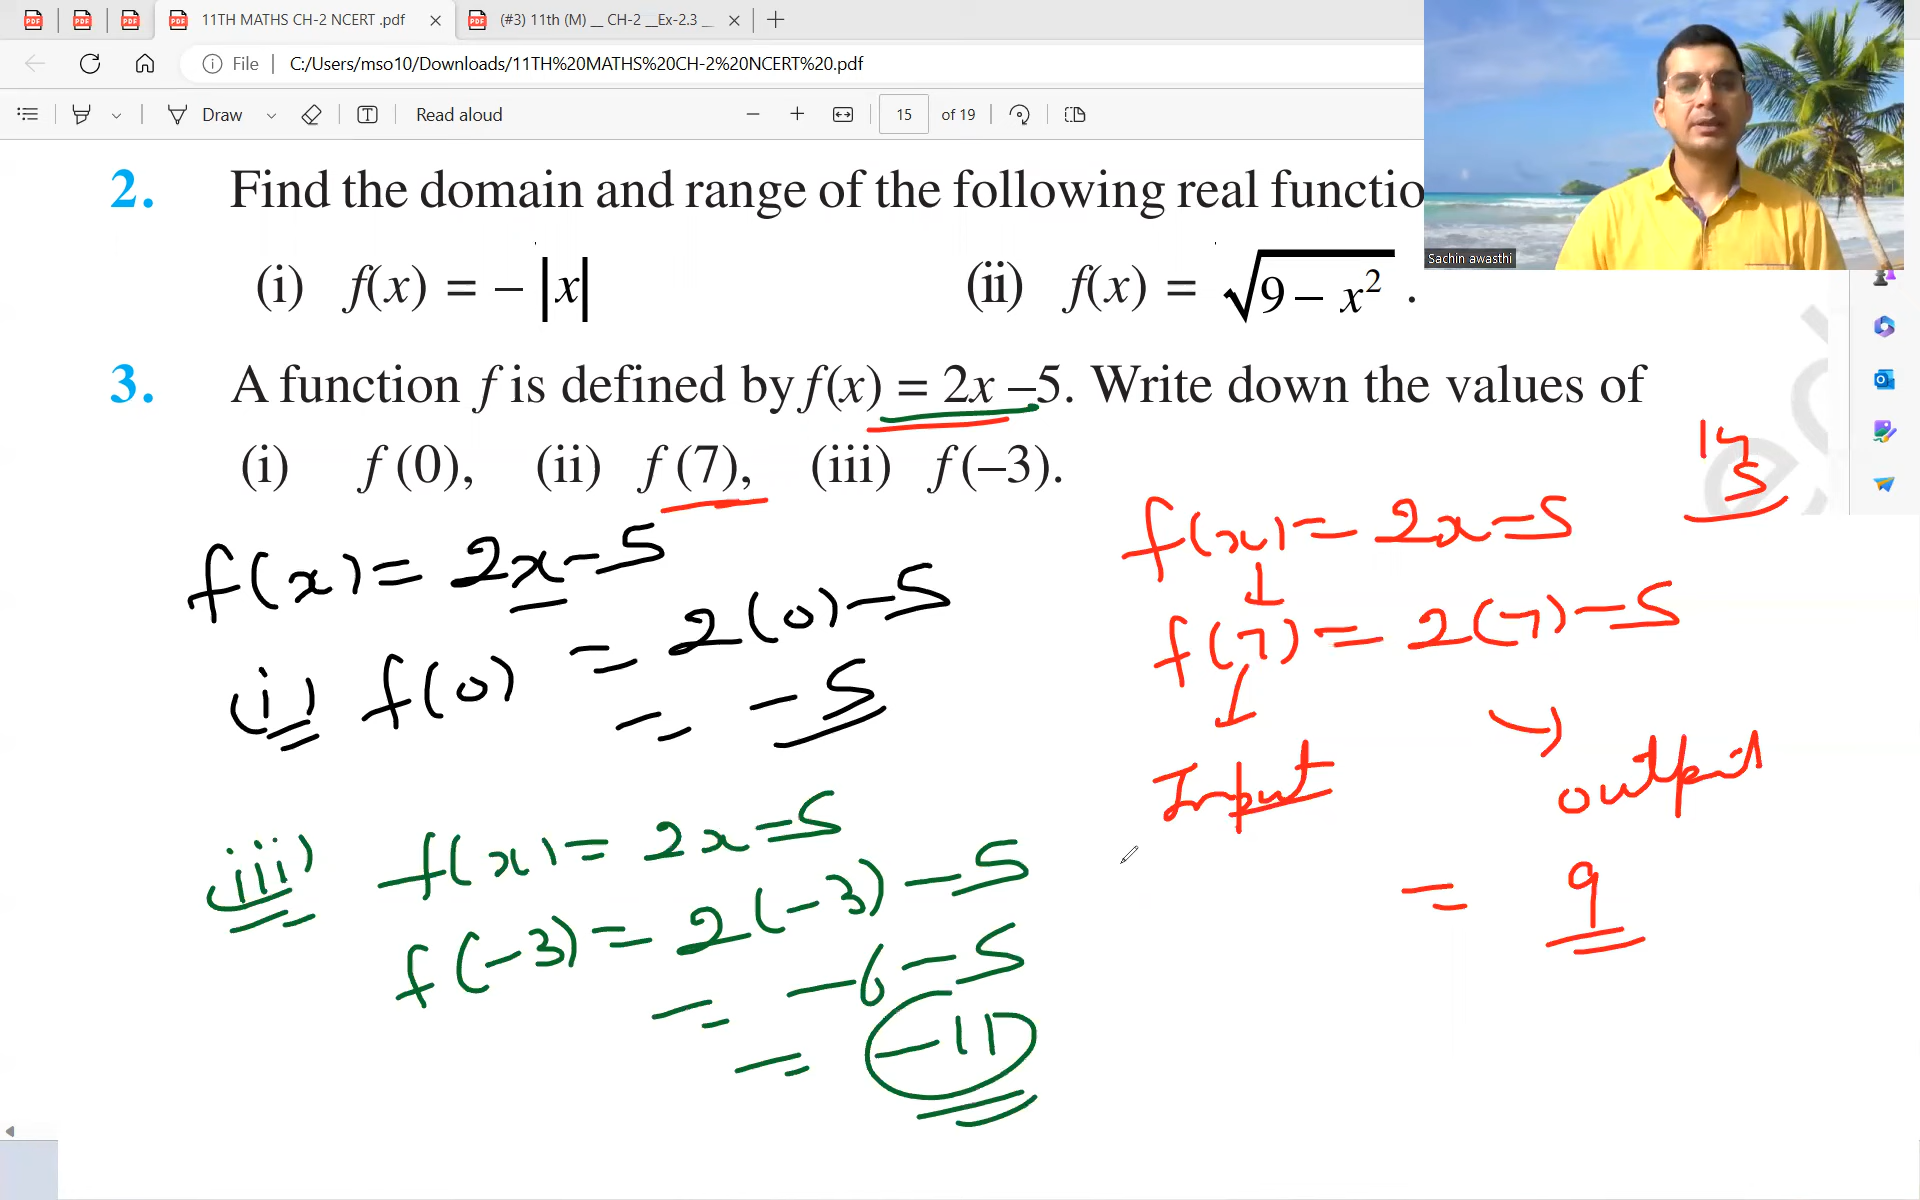 11TH MATHS CH-2 NCERT .pdf
(#3) 11th (M) __ CH-2 __Ex-2.3 __
File C:/Users/mso10/Downloads/11TH%20MATHS%20CH-2%20NCERT%20.pdf
Draw Read aloud 15 of 19
Sachin awasthi
2. Find the domain and range of the following real functio
(i) f(x) = – |x| (ii) f(x) = √9 – x² .
3. A function f is defined by f(x) = 2x –5. Write down the values of
(i) f (0), (ii) f (7), (iii) f (–3).
f(x) = 2x – 5
(i) f(0) = 2(0) – 5
= – 5
(iii) f(x) = 2x – 5
f(–3) = 2(–3) – 5
= – 6 – 5
= – 11
14
5
f(x) = 2x – 5
f(7) = 2(7) – 5
Input output
= 9